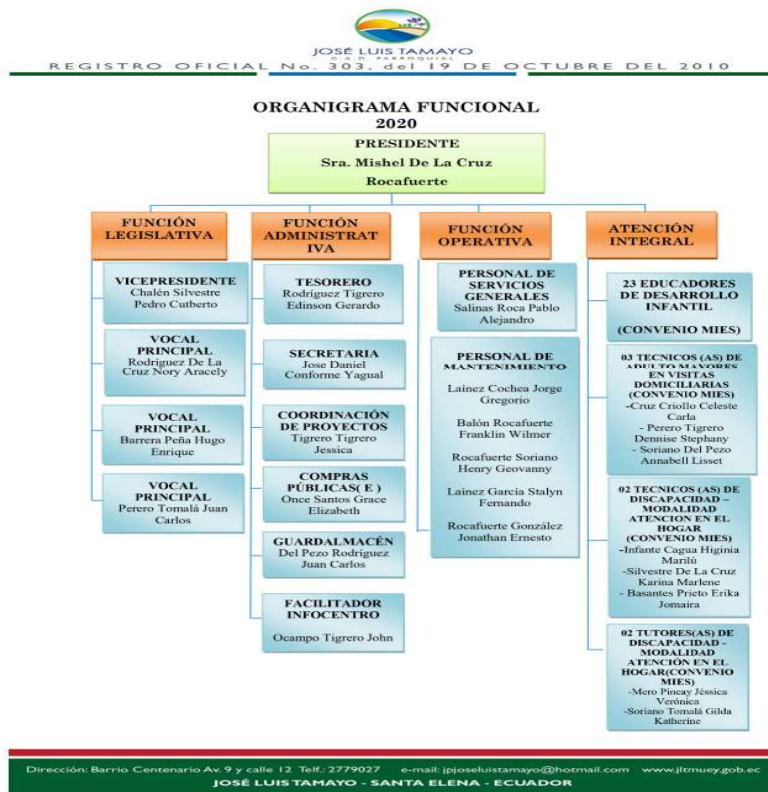 JOSÉ LUIS TAMAYO
G.A.D. PARROQUIAL
REGISTRO OFICIAL No. 303, del 19 DE OCTUBRE DEL 2010
ORGANIGRAMA FUNCIONAL
2020
PRESIDENTE
Sra. Mishel De La Cruz
Rocafuerte
FUNCIÓN
LEGISLATIVA
VICEPRESIDENTE
Chalén Silvestre
Pedro Cutberto
VOCAL
PRINCIPAL
Rodríguez De La
Cruz Nory Aracely
VOCAL
PRINCIPAL
Barrera Peña Hugo
Enrique
VOCAL
PRINCIPAL
Perero Tomalá Juan
Carlos
FUNCIÓN
ADMINISTRAT
IVA
TESORERO
Rodríguez Tigrero
Edinson Gerardo
SECRETARIA
Jose Daniel
Conforme Yagual
COORDINACIÓN
DE PROYECTOS
Tigrero Tigrero
Jessica
COMPRAS
PÚBLICAS( E )
Once Santos Grace
Elizabeth
GUARDALMACÉN
Del Pezo Rodríguez
Juan Carlos
FACILITADOR
INFOCENTRO
Ocampo Tigrero John
FUNCIÓN
OPERATIVA
PERSONAL DE
SERVICIOS
GENERALES
Salinas Roca Pablo
Alejandro
PERSONAL DE
MANTENIMIENTO
Laínez Cochea Jorge
Gregorio
Balón Rocafuerte
Franklin Wilmer
Rocafuerte Soriano
Henry Geovanny
Laínez García Stalyn
Fernando
Rocafuerte González
Jonathan Ernesto
ATENCIÓN
INTEGRAL
23 EDUCADORES
DE DESARROLLO
INFANTIL
(CONVENIO MIES)
03 TECNICOS (AS) DE
ADULTO MAYORES
EN VISITAS
DOMICILIARIAS
(CONVENIO MIES)
-Cruz Criollo Celeste
Carla
- Perero Tigrero
Dennise Stephany
- Soriano Del Pezo
Annabell Lisset
02 TECNICOS (AS) DE
DISCAPACIDAD –
MODALIDAD
ATENCION EN EL
HOGAR
(CONVENIO MIES)
-Infante Cagua Higinia
Marilú
-Silvestre De La Cruz
Karina Marlene
- Basantes Prieto Erika
Jomaira
02 TUTORES(AS) DE
DISCAPACIDAD -
MODALIDAD
ATENCIÓN EN EL
HOGAR(CONVENIO
MIES)
-Mero Pincay Jéssica
Verónica
-Soriano Tomalá Gilda
Katherine
Dirección: Barrio Centenario Av. 9 y calle 12 Telf.: 2779027 e-mail: jpjoseluistamayo@hotmail.com www.jltmuey.gob.ec
JOSÉ LUIS TAMAYO - SANTA ELENA - ECUADOR